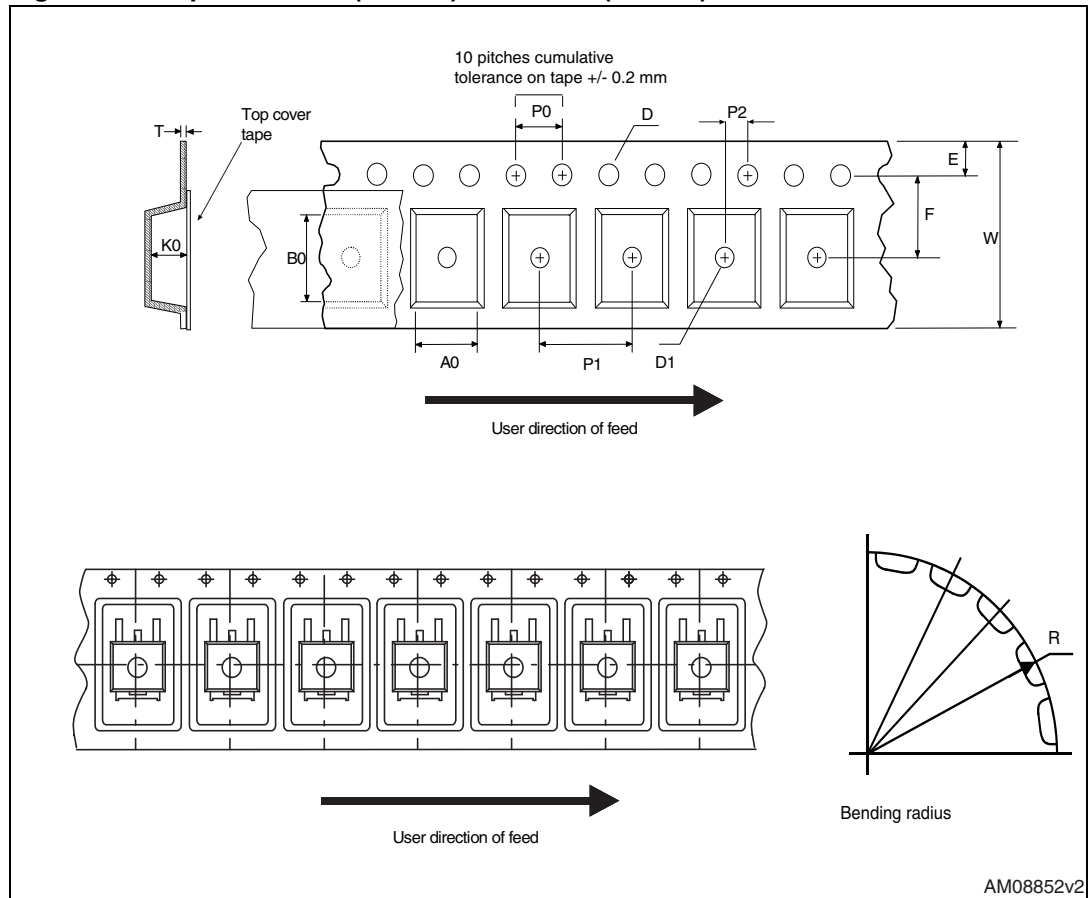 10 pitches cumulative
tolerance on tape +/- 0.2 mm
P0
D
P2
T
Top cover
tape
E
F
W
K0
B0
A0
P1
D1
User direction of feed
R
Bending radius
User direction of feed
AM08852v2